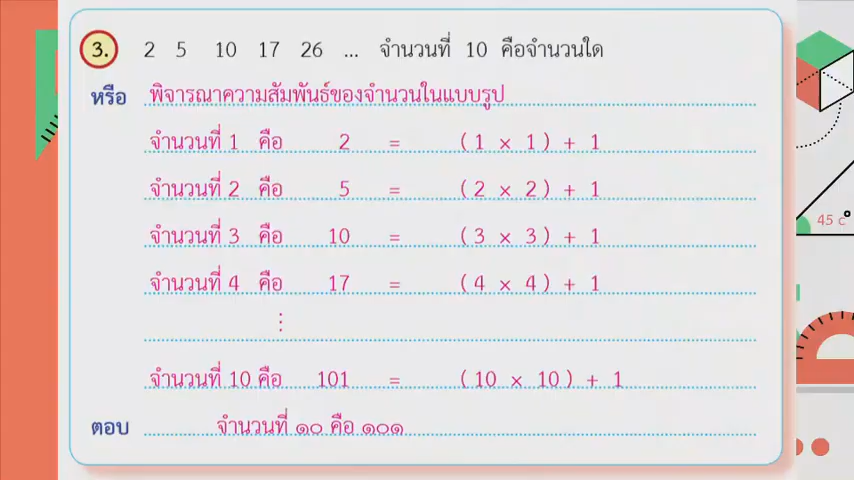 3. 2 5 10 17 26 ... จำนวนที่ 10 คือจำนวนใด
หรือ พิจารณาความสัมพันธ์ของจำนวนในแบบรูป
จำนวนที่ 1 คือ 2 = (1 × 1) + 1
จำนวนที่ 2 คือ 5 = (2 × 2) + 1
จำนวนที่ 3 คือ 10 = (3 × 3) + 1
จำนวนที่ 4 คือ 17 = (4 × 4) + 1
⋮
จำนวนที่ 10 คือ 101 = (10 × 10) + 1
ตอบ จำนวนที่ ๑๐ คือ ๑๐๑
45 c°